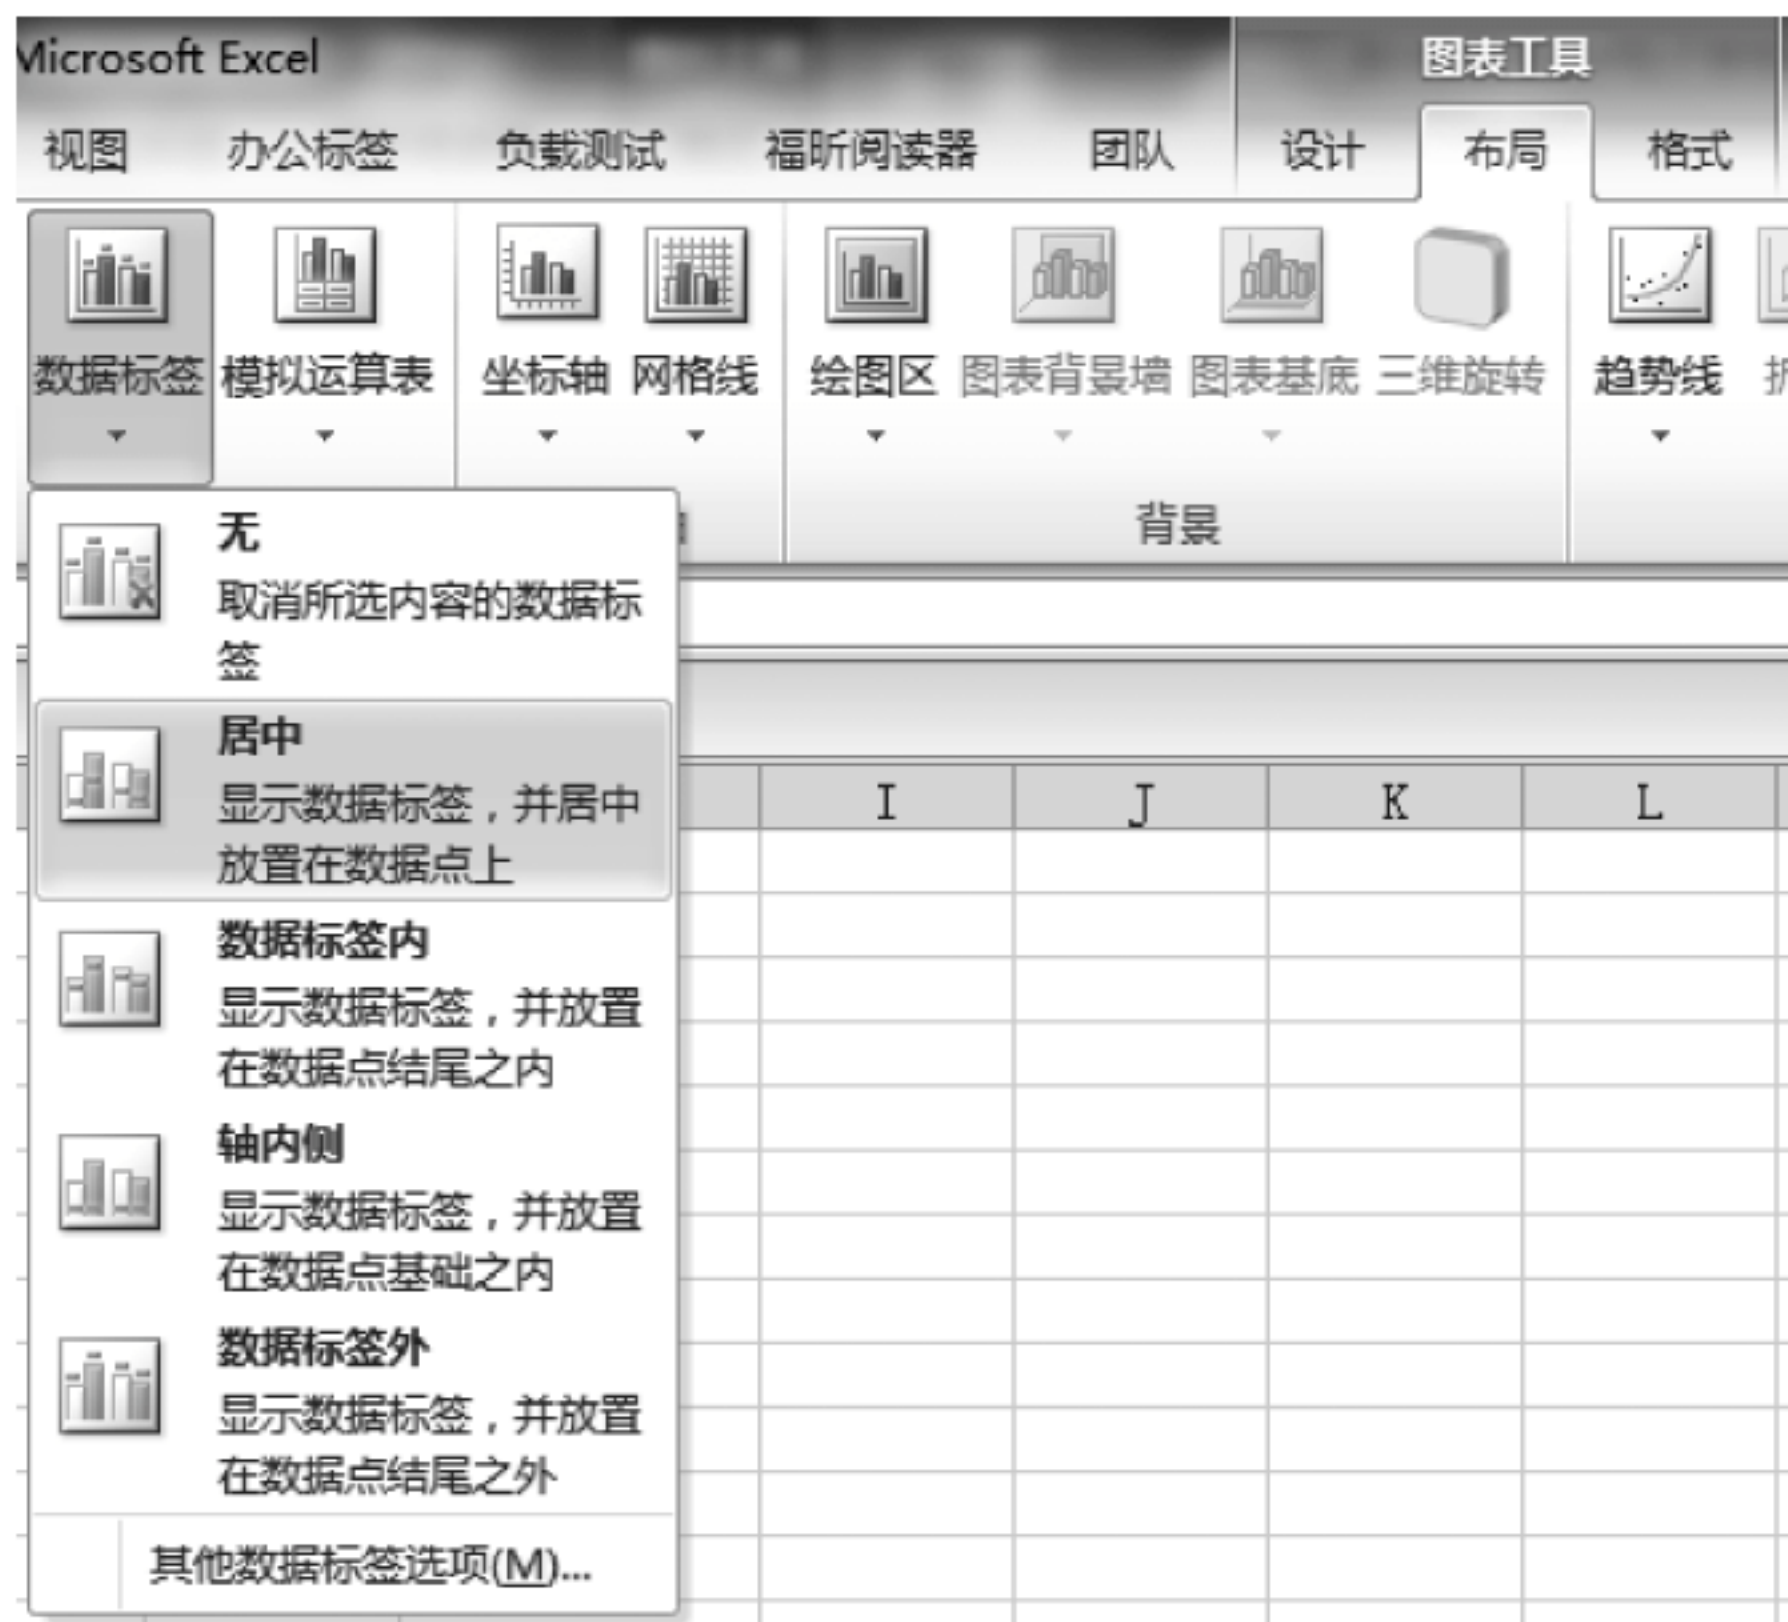 Microsoft Excel
图表工具
视图 办公标签 负载测试 福昕阅读器 团队 设计 布局 格式
数据标签 模拟运算表 坐标轴 网格线 绘图区 图表背景墙 图表基底 三维旋转 趋势线
背景
无
取消所选内容的数据标
签
居中
显示数据标签，并居中
放置在数据点上
I J K L
数据标签内
显示数据标签，并放置
在数据点结尾之内
轴内侧
显示数据标签，并放置
在数据点基础之内
数据标签外
显示数据标签，并放置
在数据点结尾之外
其他数据标签选项(M)...